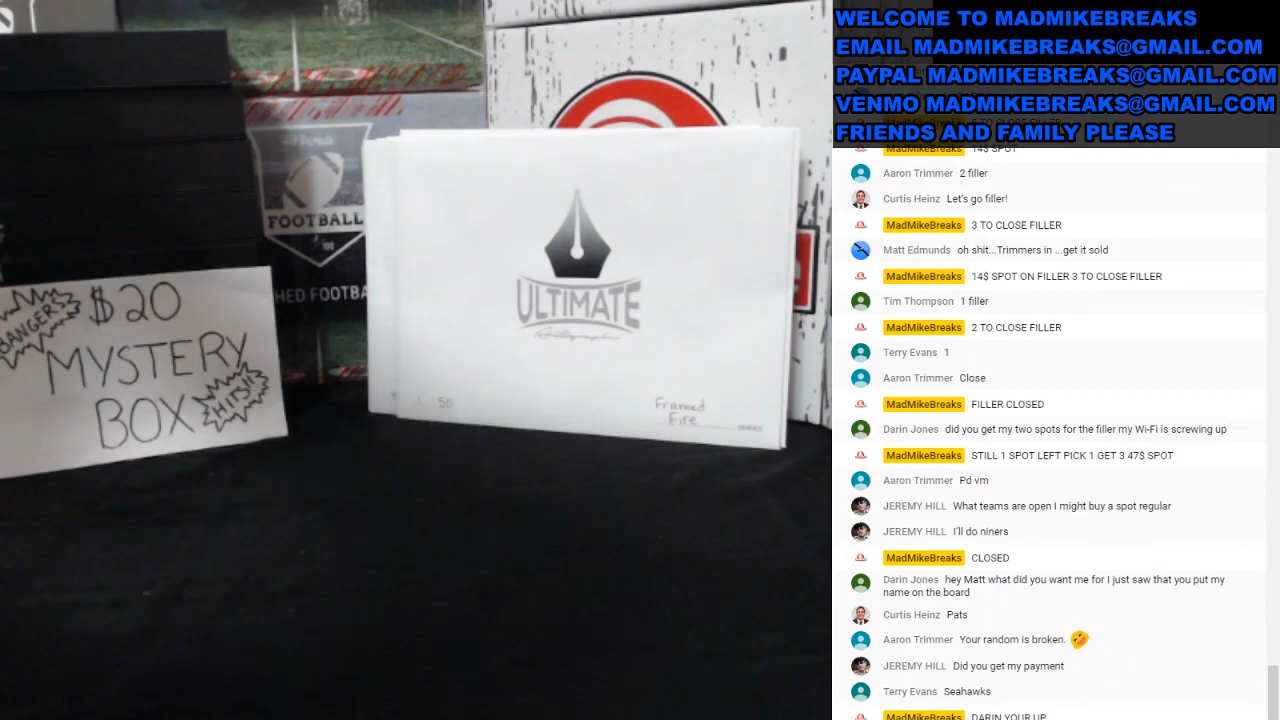 WELCOME TO MADMIKEBREAKS
EMAIL MADMIKEBREAKS@GMAIL.COM
PAYPAL MADMIKEBREAKS@GMAIL.COM
VENMO MADMIKEBREAKS@GMAIL.COM
FRIENDS AND FAMILY PLEASE
MadMikeBreaks 14$ SPOT
Aaron Trimmer 2 filler
Curtis Heinz Let's go filler!
MadMikeBreaks 3 TO CLOSE FILLER
Matt Edmunds oh shit...Trimmers in ...get it sold
MadMikeBreaks 14$ SPOT ON FILLER 3 TO CLOSE FILLER
Tim Thompson 1 filler
MadMikeBreaks 2 TO CLOSE FILLER
Terry Evans 1
Aaron Trimmer Close
MadMikeBreaks FILLER CLOSED
Darin Jones did you get my two spots for the filler my Wi-Fi is screwing up
MadMikeBreaks STILL 1 SPOT LEFT PICK 1 GET 3 47$ SPOT
Aaron Trimmer Pd vm
JEREMY HILL What teams are open I might buy a spot regular
JEREMY HILL I'll do niners
MadMikeBreaks CLOSED
Darin Jones hey Matt what did you want me for I just saw that you put my
name on the board
Curtis Heinz Pats
Aaron Trimmer Your random is broken. 🤣
JEREMY HILL Did you get my payment
Terry Evans Seahawks
MadMikeBreaks DARIN YOUR UP
FOOTBALL
ULTIMATE
Autographs
Framed
Fire
1 50
BANGERS
$20
MYSTERY
BOX
HITS!!